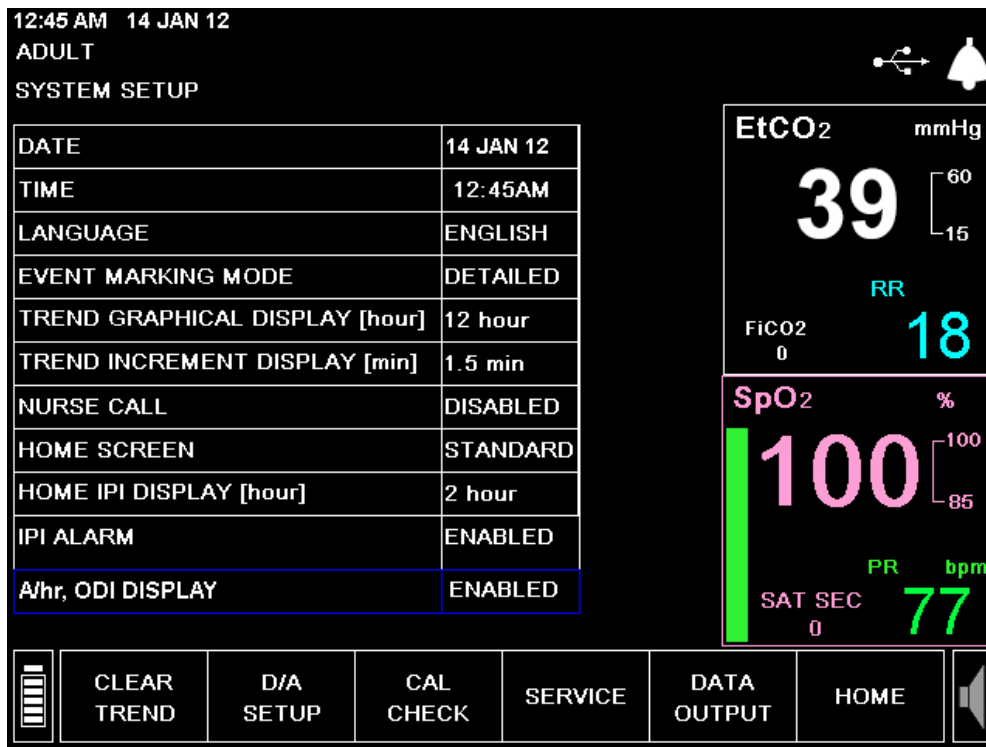 12:45 AM 14 JAN 12
ADULT
SYSTEM SETUP
DATE 14 JAN 12
TIME 12:45AM
LANGUAGE ENGLISH
EVENT MARKING MODE DETAILED
TREND GRAPHICAL DISPLAY [hour] 12 hour
TREND INCREMENT DISPLAY [min] 1.5 min
NURSE CALL DISABLED
HOME SCREEN STANDARD
HOME IPI DISPLAY [hour] 2 hour
IPI ALARM ENABLED
A/hr, ODI DISPLAY ENABLED
EtCO2 mmHg
39 60
15
RR
FiCO2 18
0
SpO2 %
100 100
85
PR bpm
SAT SEC 77
0
CLEAR TREND
D/A SETUP
CAL CHECK
SERVICE
DATA OUTPUT
HOME